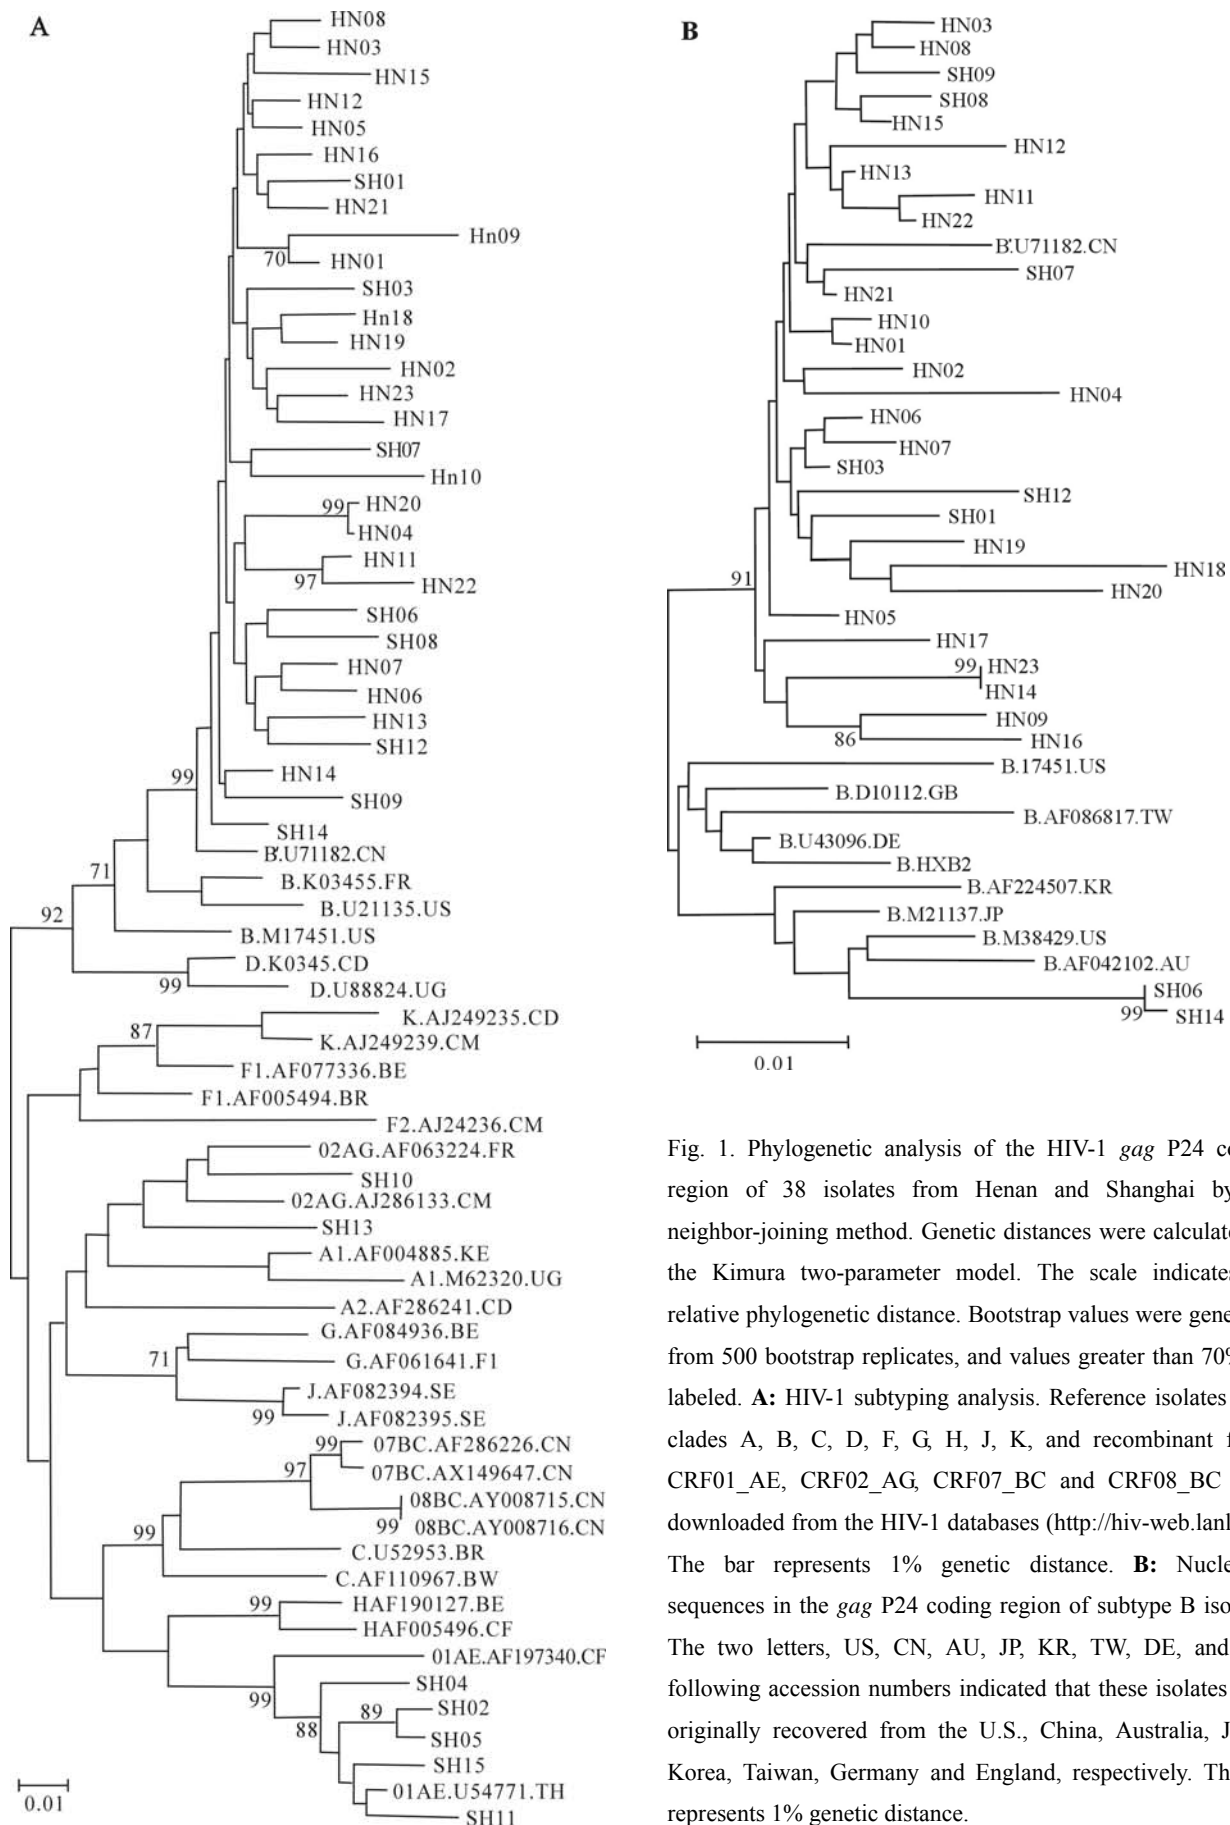 A
HN08
HN03
HN15
HN12
HN05
HN16
SH01
HN21
Hn09
70
HN01
SH03
Hn18
HN19
HN02
HN23
HN17
SH07
Hn10
99
HN20
HN04
HN11
97
HN22
SH06
SH08
HN07
HN06
HN13
SH12
99
HN14
SH09
SH14
B'.U71182.CN
71
B.K03455.FR
B.U21135.US
92
B.M17451.US
D.K0345.CD
99
D.U88824.UG
K.AJ249235.CD
87
K.AJ249239.CM
F1.AF077336.BE
F1.AF005494.BR
F2.AJ24236.CM
02AG.AF063224.FR
SH10
02AG.AJ286133.CM
SH13
A1.AF004885.KE
A1.M62320.UG
A2.AF286241.CD
G.AF084936.BE
71
G.AF061641.F1
J.AF082394.SE
99
J.AF082395.SE
99
07BC.AF286226.CN
97
07BC.AX149647.CN
08BC.AY008715.CN
99
08BC.AY008716.CN
99
C.U52953.BR
C.AF110967.BW
99
HAF190127.BE
HAF005496.CF
01AE.AF197340.CF
99
SH04
89
SH02
88
SH05
SH15
01AE.U54771.TH
SH11
0.01
B
HN03
HN08
SH09
SH08
HN15
HN12
HN13
HN11
HN22
B'.U71182.CN
SH07
HN21
HN10
HN01
HN02
HN04
HN06
HN07
SH03
SH12
SH01
HN19
HN18
91
HN20
HN05
HN17
99
HN23
HN14
HN09
86
HN16
B.17451.US
B.D10112.GB
B.AF086817.TW
B.U43096.DE
B.HXB2
B.AF224507.KR
B.M21137.JP
B.M38429.US
B.AF042102.AU
SH06
99
SH14
0.01
Fig. 1. Phylogenetic analysis of the HIV-1 gag P24 co
region of 38 isolates from Henan and Shanghai by
neighbor-joining method. Genetic distances were calculat
the Kimura two-parameter model. The scale indicates
relative phylogenetic distance. Bootstrap values were gene
from 500 bootstrap replicates, and values greater than 70%
labeled. A: HIV-1 subtyping analysis. Reference isolates
clades A, B, C, D, F, G, H, J, K, and recombinant f
CRF01_AE, CRF02_AG, CRF07_BC and CRF08_BC
downloaded from the HIV-1 databases (http://hiv-web.lanl
The bar represents 1% genetic distance. B: Nucle
sequences in the gag P24 coding region of subtype B iso
The two letters, US, CN, AU, JP, KR, TW, DE, and
following accession numbers indicated that these isolates
originally recovered from the U.S., China, Australia, J
Korea, Taiwan, Germany and England, respectively. Th
represents 1% genetic distance.